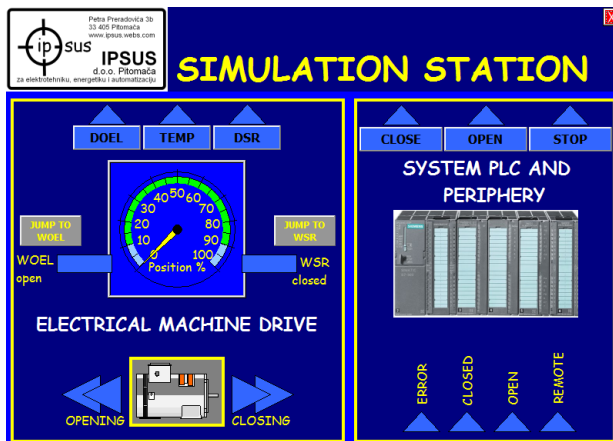 Petra Preradovića 3b
33 405 Pitomača
www.ipsus.webs.com
ip sus
IPSUS
d.o.o. Pitomača
za elektrotehniku, energetiku i automatizaciju
X
SIMULATION STATION
DOEL TEMP DSR
CLOSE OPEN STOP
SYSTEM PLC AND
PERIPHERY
0 10 20 30 40 50 60 70 80 90 100
Position %
JUMP TO
WOEL
JUMP TO
WSR
WOEL
open
WSR
closed
SIEMENS
ELECTRICAL MACHINE DRIVE
OPENING
CLOSING
ERROR
CLOSED
OPEN
REMOTE